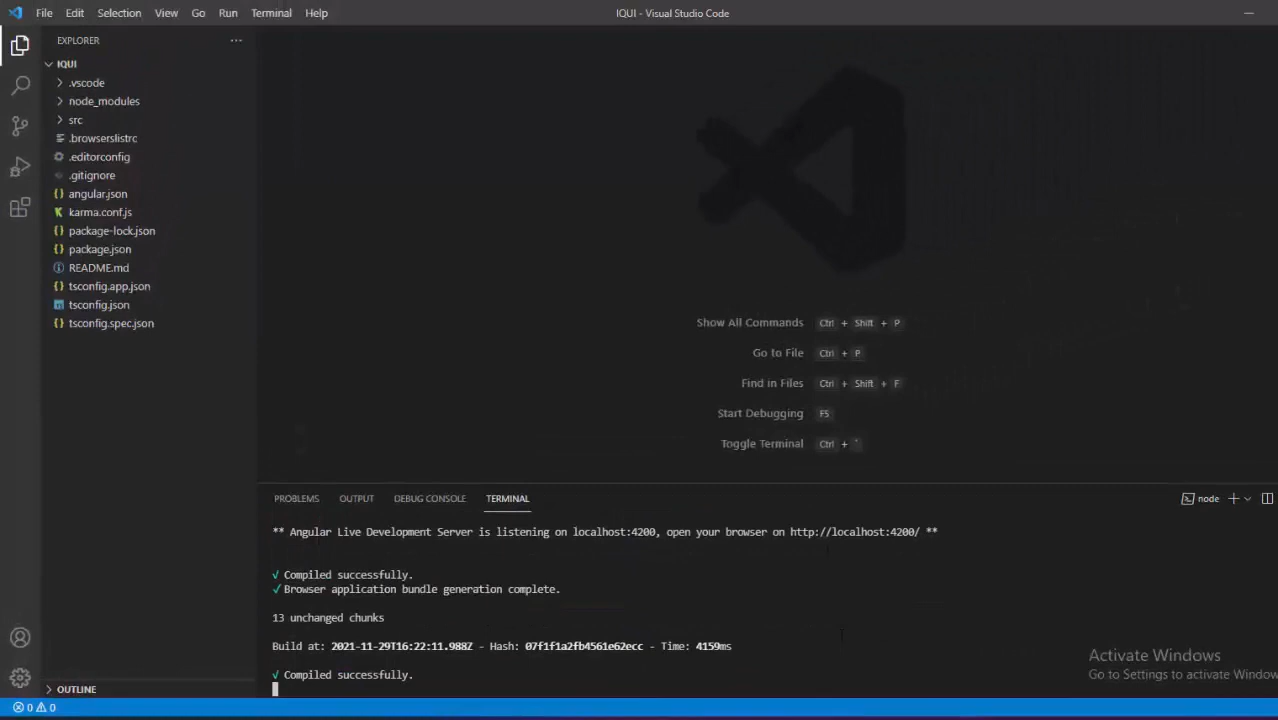 File Edit Selection View Go Run Terminal Help
IQUI - Visual Studio Code
EXPLORER
IQUI
.vscode
node_modules
src
.browserslistrc
.editorconfig
.gitignore
angular.json
karma.conf.js
package-lock.json
package.json
README.md
tsconfig.app.json
tsconfig.json
tsconfig.spec.json
OUTLINE
Show All Commands Ctrl + Shift + P
Go to File Ctrl + P
Find in Files Ctrl + Shift + F
Start Debugging F5
Toggle Terminal Ctrl + `
PROBLEMS OUTPUT DEBUG CONSOLE TERMINAL
node
** Angular Live Development Server is listening on localhost:4200, open your browser on http://localhost:4200/ **
√ Compiled successfully.
√ Browser application bundle generation complete.
13 unchanged chunks
Build at: 2021-11-29T16:22:11.988Z - Hash: 07f1f1a2fb4561e62ecc - Time: 4159ms
√ Compiled successfully.
Activate Windows
Go to Settings to activate Window
0 0